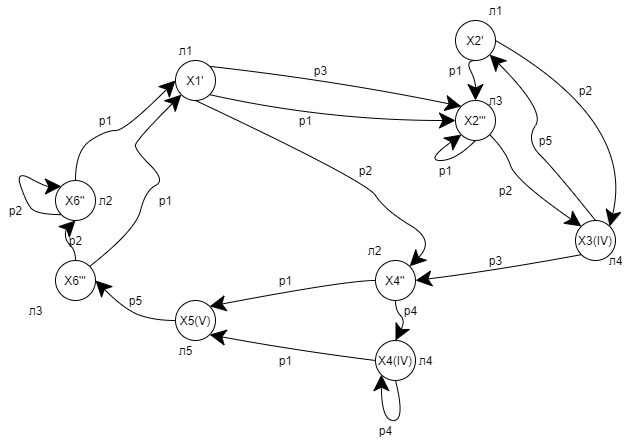 л1
X2'
л1
X1'
p3
p1
л3
p2
p1
X2'''
p1
p5
p1
p2
p2
X6''
л2
p2
p1
л2
p2
X3(IV)
p3
л4
X6'''
X4''
p1
p5
p4
л3
X5(V)
л5
p1
X4(IV)
л4
p4